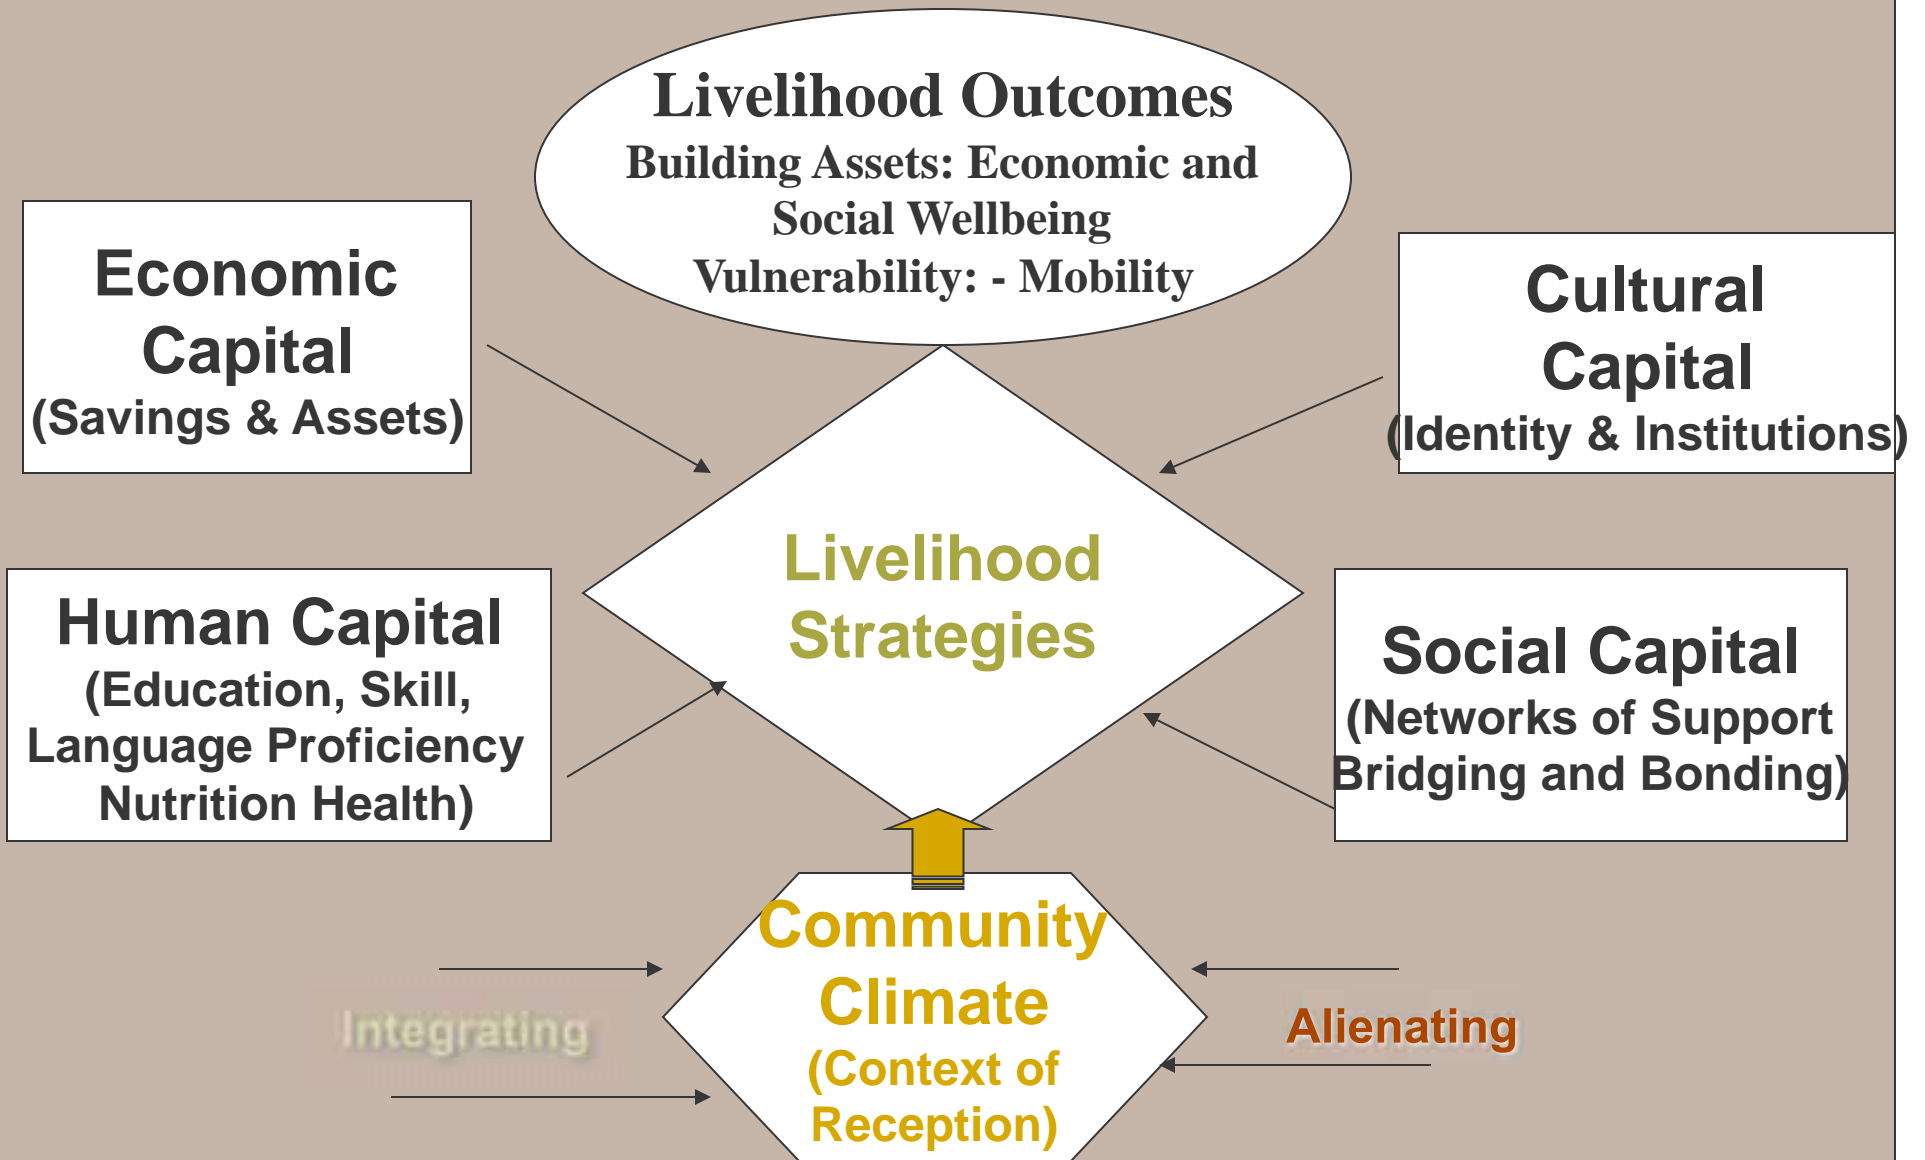 Livelihood Outcomes
Building Assets: Economic and
Social Wellbeing
Vulnerability: - Mobility
Economic
Capital
(Savings & Assets)
Cultural
Capital
(Identity & Institutions)
Livelihood
Strategies
Human Capital
(Education, Skill,
Language Proficiency
Nutrition Health)
Social Capital
(Networks of Support
Bridging and Bonding)
Community
Climate
(Context of
Reception)
Integrating
Alienating